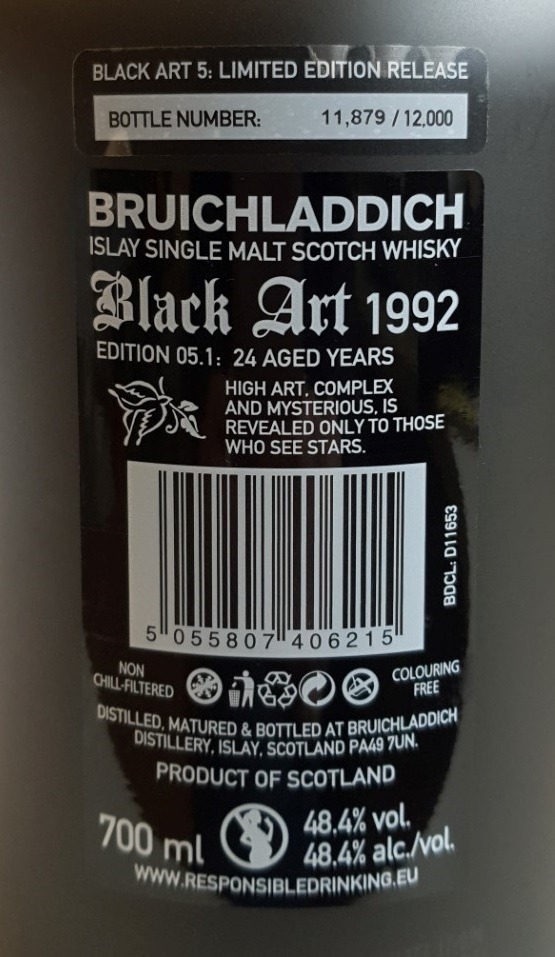 BLACK ART 5: LIMITED EDITION RELEASE
BOTTLE NUMBER: 11,879 / 12,000
BRUICHLADDICH
ISLAY SINGLE MALT SCOTCH WHISKY
Black Art 1992
EDITION 05.1: 24 AGED YEARS
HIGH ART, COMPLEX
AND MYSTERIOUS, IS
REVEALED ONLY TO THOSE
WHO SEE STARS.
BDCL: D11653
5 055807 406215
NON
CHILL-FILTERED
COLOURING
FREE
DISTILLED, MATURED & BOTTLED AT BRUICHLADDICH
DISTILLERY, ISLAY, SCOTLAND PA49 7UN.
PRODUCT OF SCOTLAND
700 ml
48.4% vol.
48.4% alc./vol.
WWW.RESPONSIBLEDRINKING.EU